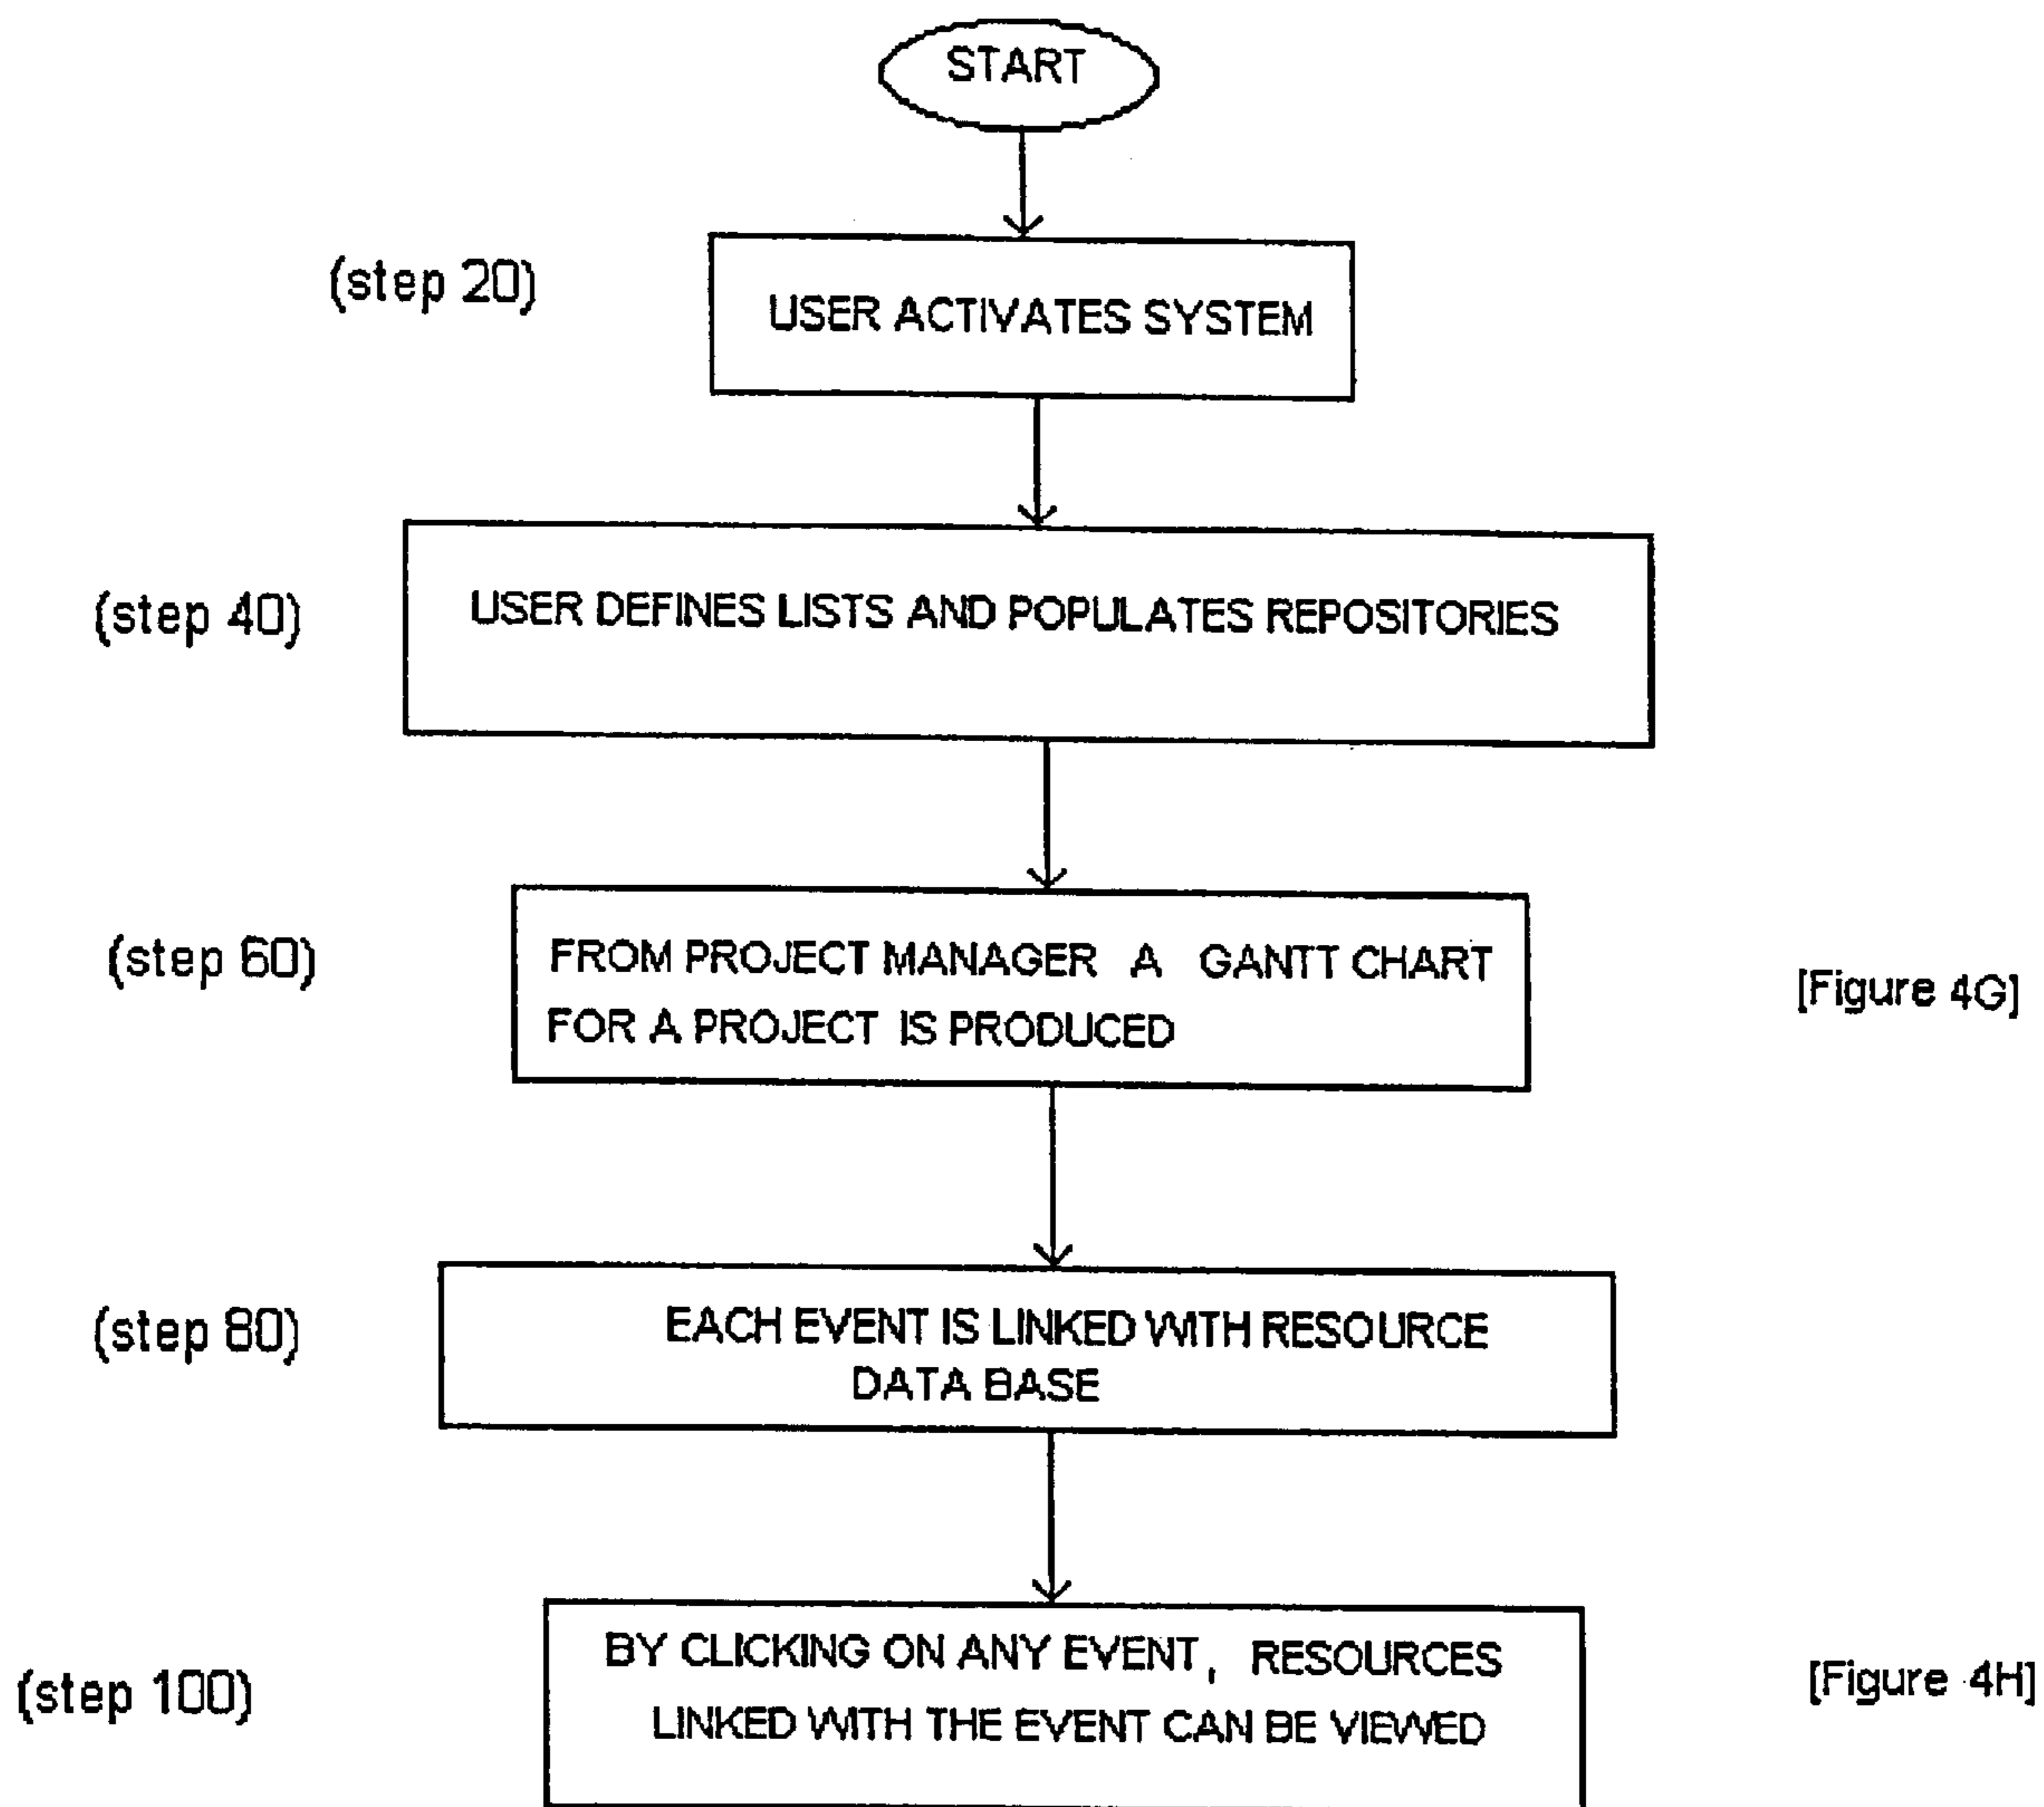 START
(step 20)
USER ACTIVATES SYSTEM
(step 40)
USER DEFINES LISTS AND POPULATES REPOSITORIES
(step 60)
FROM PROJECT MANAGER A GANTT CHART
FOR A PROJECT IS PRODUCED
[Figure 4G]
(step 80)
EACH EVENT IS LINKED WITH RESOURCE
DATA BASE
(step 100)
BY CLICKING ON ANY EVENT, RESOURCES
LINKED WITH THE EVENT CAN BE VIEWED
[Figure 4H]